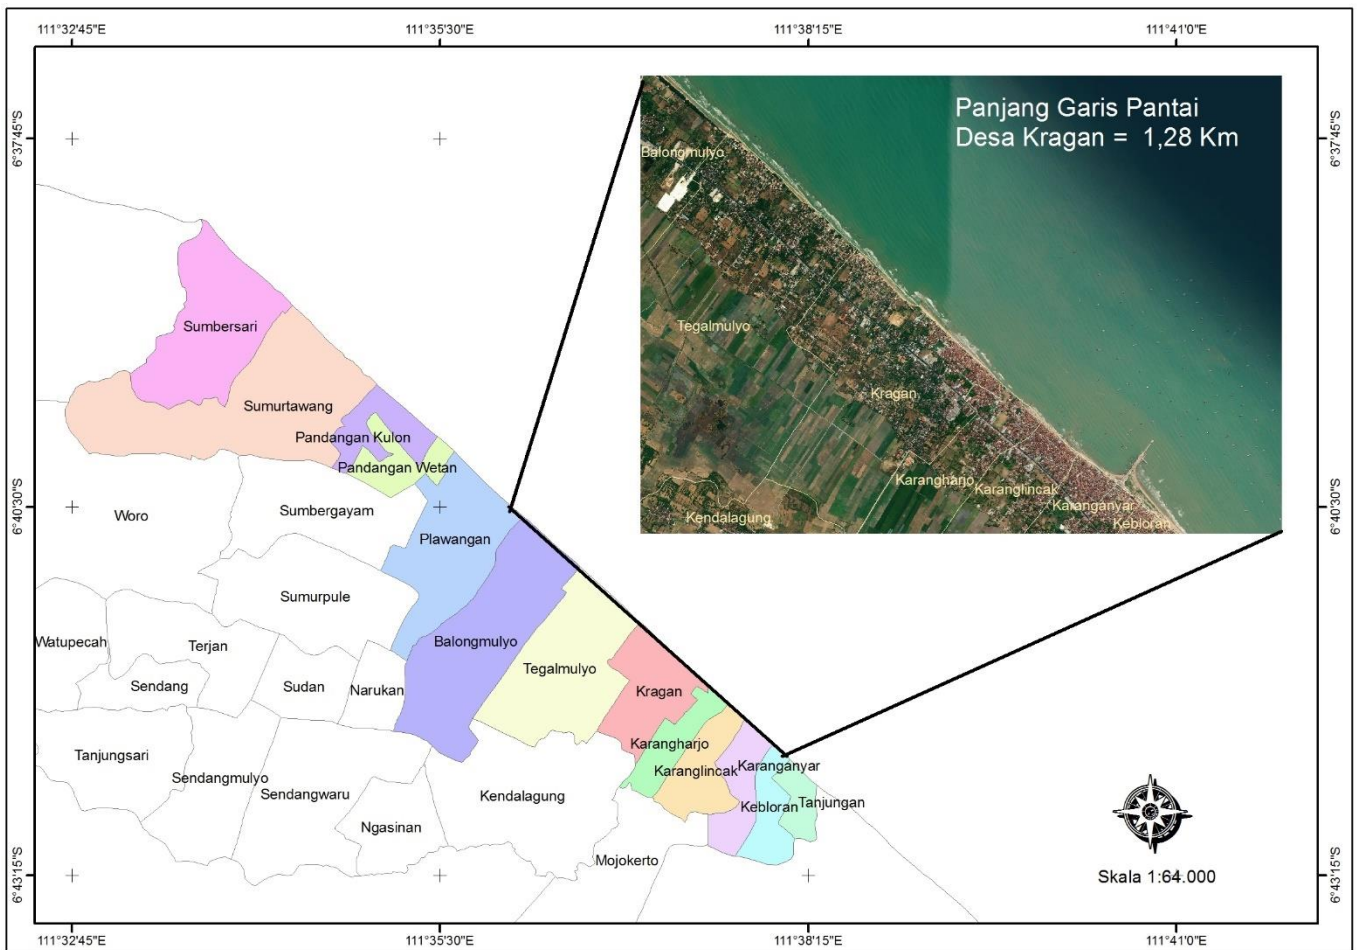 111°32'45"E
111°35'30"E
111°38'15"E
111°41'0"E
6°37'45"S
6°37'45"S
Panjang Garis Pantai
Desa Kragan = 1,28 Km
Balongmulyo
Tegalmulyo
Kragan
Karangharjo
Karanglincak
Karanganyar
Kendalagung
Kebloran
Sumbersari
Sumurtawang
Pandangan Kulon
Pandangan Wetan
6°40'30"S
6°40'30"S
Woro
Sumbergayam
Plawangan
Sumurpule
Watupecah
Terjan
Balongmulyo
Sendang
Sudan
Narukan
Tegalmulyo
Kragan
Tanjungsari
Karangharjo
Sendangmulyo
Karanglincak
Karanganyar
Sendangwaru
Kendalagung
Kebloran
Tanjungan
Ngasinan
Mojokerto
6°43'15"S
6°43'15"S
Skala 1:64.000
111°32'45"E
111°35'30"E
111°38'15"E
111°41'0"E